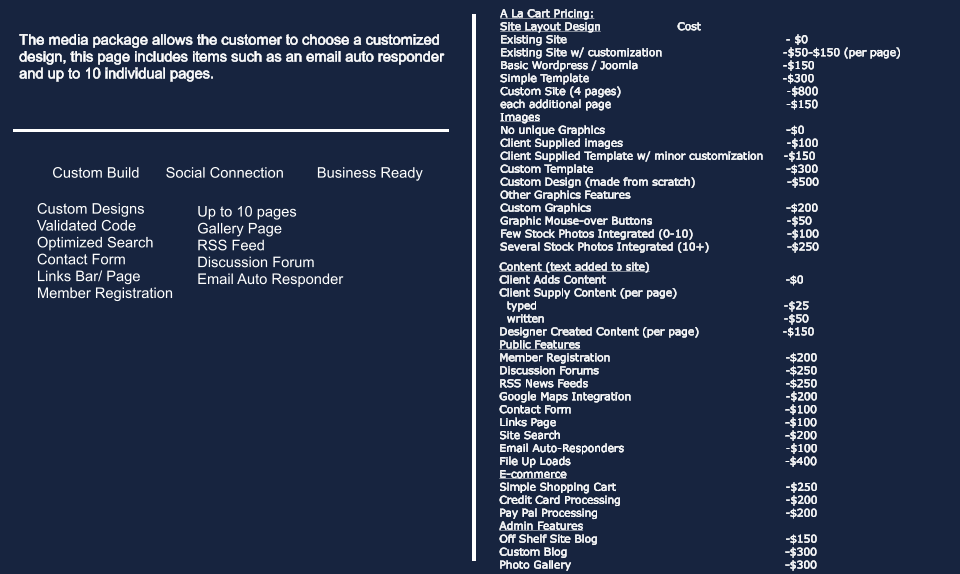 The media package allows the customer to choose a customized
design, this page includes items such as an email auto responder
and up to 10 individual pages.
Custom Build Social Connection Business Ready
Custom Designs
Validated Code
Optimized Search
Contact Form
Links Bar/ Page
Member Registration
Up to 10 pages
Gallery Page
RSS Feed
Discussion Forum
Email Auto Responder
A La Cart Pricing:
Site Layout Design Cost
Existing Site - $0
Existing Site w/ customization -$50-$150 (per page)
Basic Wordpress / Joomla -$150
Simple Template -$300
Custom Site (4 pages) -$800
each additional page -$150
Images
No unique Graphics -$0
Client Supplied images -$100
Client Supplied Template w/ minor customization -$150
Custom Template -$300
Custom Design (made from scratch) -$500
Other Graphics Features
Custom Graphics -$200
Graphic Mouse-over Buttons -$50
Few Stock Photos Integrated (0-10) -$100
Several Stock Photos Integrated (10+) -$250
Content (text added to site)
Client Adds Content -$0
Client Supply Content (per page)
typed -$25
written -$50
Designer Created Content (per page) -$150
Public Features
Member Registration -$200
Discussion Forums -$250
RSS News Feeds -$250
Google Maps Integration -$200
Contact Form -$100
Links Page -$100
Site Search -$200
Email Auto-Responders -$100
File Up Loads -$400
E-commerce
Simple Shopping Cart -$250
Credit Card Processing -$200
Pay Pal Processing -$200
Admin Features
Off Shelf Site Blog -$150
Custom Blog -$300
Photo Gallery -$300